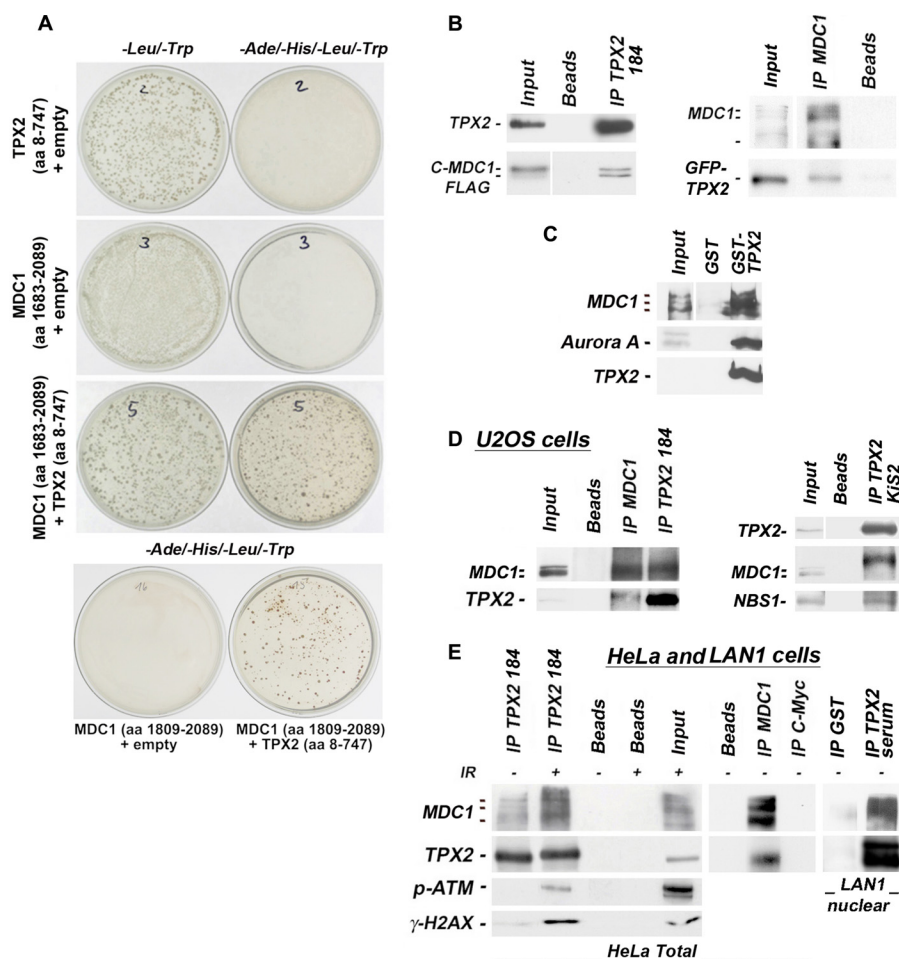 A
-Leu/-Trp
-Ade/-His/-Leu/-Trp
TPX2
(aa 8-747)
+ empty
2
2
MDC1
(aa 1683-2089)
+ empty
3
3
MDC1 (aa 1683-2089)
+ TPX2 (aa 8-747)
5
5
-Ade/-His/-Leu/-Trp
16
MDC1 (aa 1809-2089)
+ empty
MDC1 (aa 1809-2089)
+ TPX2 (aa 8-747)
B
Input
Beads
IP TPX2
184
TPX2 -
C-MDC1
FLAG
Input
IP MDC1
Beads
MDC1
GFP-
TPX2
C
Input
GST
GST-
TPX2
MDC1
Aurora A -
TPX2 -
D
U2OS cells
Input
Beads
IP MDC1
IP TPX2 184
MDC1
TPX2 -
Input
Beads
IP TPX2
KiS2
TPX2-
MDC1
NBS1-
E
HeLa and LAN1 cells
IP TPX2 184
IP TPX2 184
Beads
Beads
Input
Beads
IP MDC1
IP C-Myc
IP GST
IP TPX2
serum
IR - + - + + - - - - -
MDC1
TPX2 -
p-ATM -
γ-H2AX -
HeLa Total
_ LAN1 _
nuclear